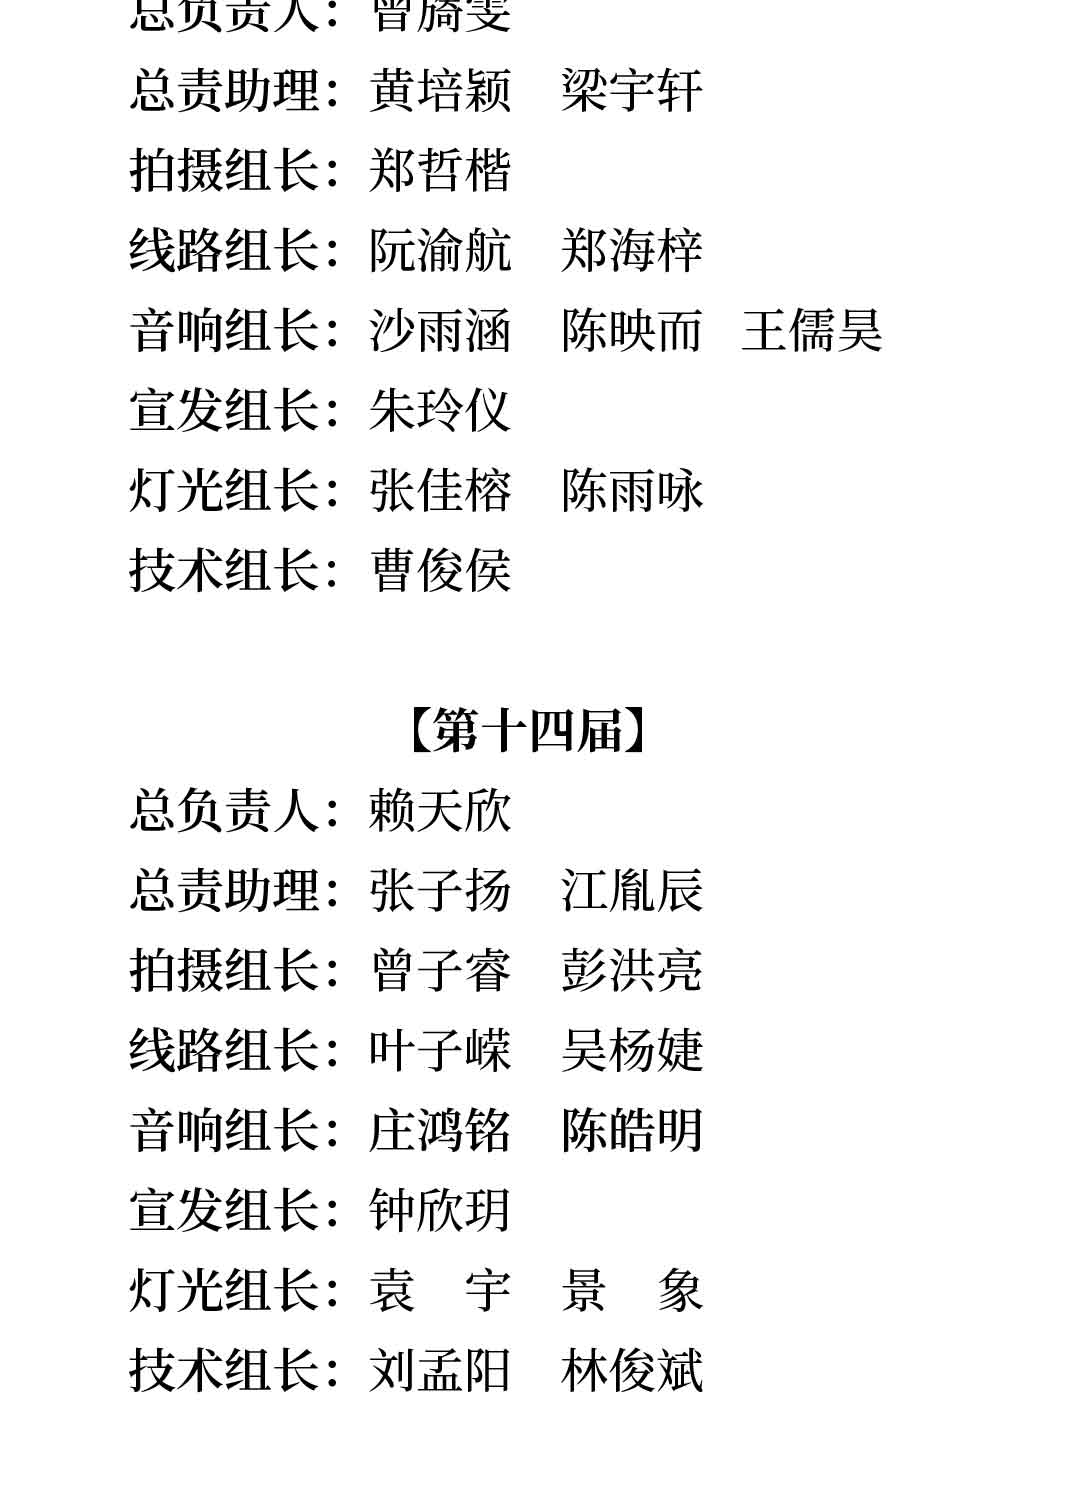 总负责人：曾旖雯
总责助理：黄培颖 梁宇轩
拍摄组长：郑哲楷
线路组长：阮渝航 郑海梓
音响组长：沙雨涵 陈映而 王儒昊
宣发组长：朱玲仪
灯光组长：张佳榕 陈雨咏
技术组长：曹俊侯
【第十四届】
总负责人：赖天欣
总责助理：张子扬 江胤辰
拍摄组长：曾子睿 彭洪亮
线路组长：叶子嵘 吴杨婕
音响组长：庄鸿铭 陈皓明
宣发组长：钟欣玥
灯光组长：袁 宇 景 象
技术组长：刘孟阳 林俊斌